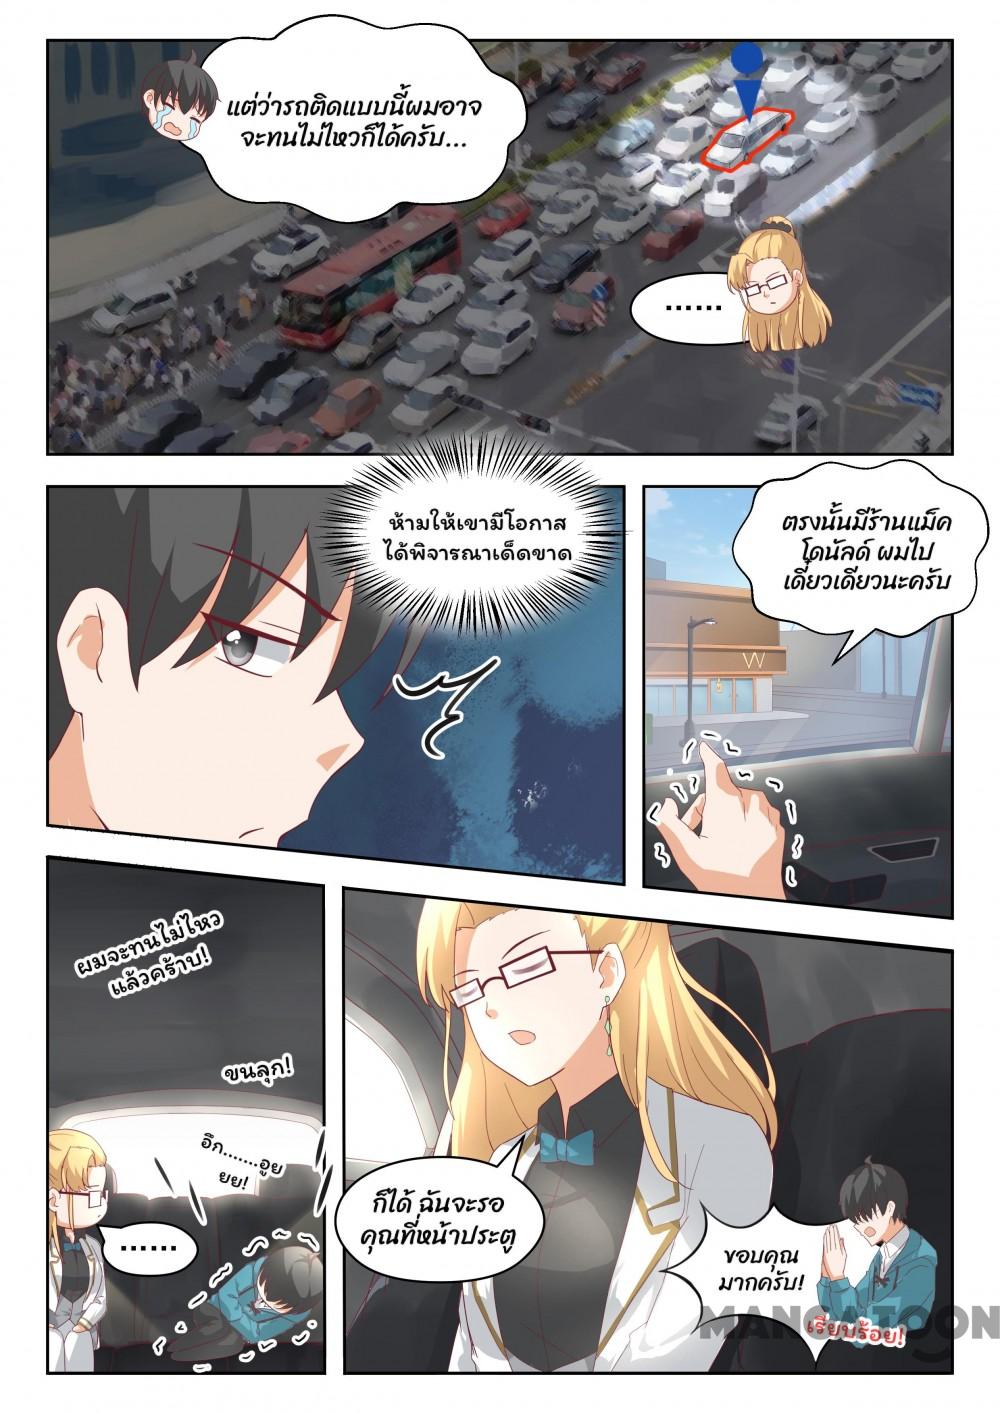 แต่ว่ารถติดแบบนี้ผมอาจ
จะทนไม่ไหวก็ได้ครับ...
......
ห้ามให้เขามีโอกาส
ได้พิจารณาเด็ดขาด
ตรงนั้นมีร้านแม็ค
โดนัลด์ ผมไป
เดี๋ยวเดียวนะครับ
W
ผมจะทนไม่ไหว
แล้วคร้าบ!
ขนลุก!
อึก.......อูย
ยย!
......
ก็ได้ ฉันจะรอ
คุณที่หน้าประตู
ขอบคุณ
มากครับ!
เรียบร้อย!
MANGATOON